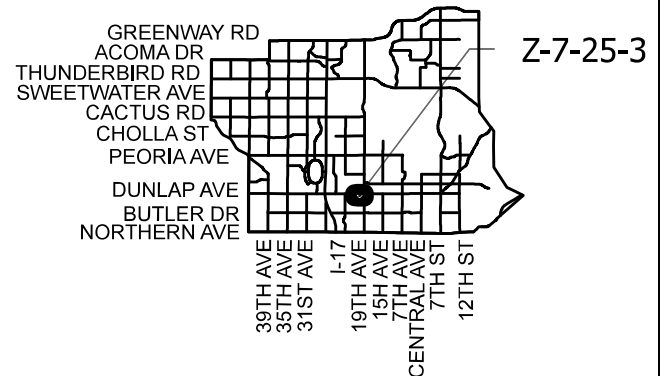 GREENWAY RD
ACOMA DR
THUNDERBIRD RD
SWEETWATER AVE
CACTUS RD
CHOLLA ST
PEORIA AVE
DUNLAP AVE
BUTLER DR
NORTHERN AVE
Z-7-25-3
39TH AVE
35TH AVE
31ST AVE
I-17
19TH AVE
15H AVE
7TH AVE
CENTRAL AVE
7TH ST
12TH ST